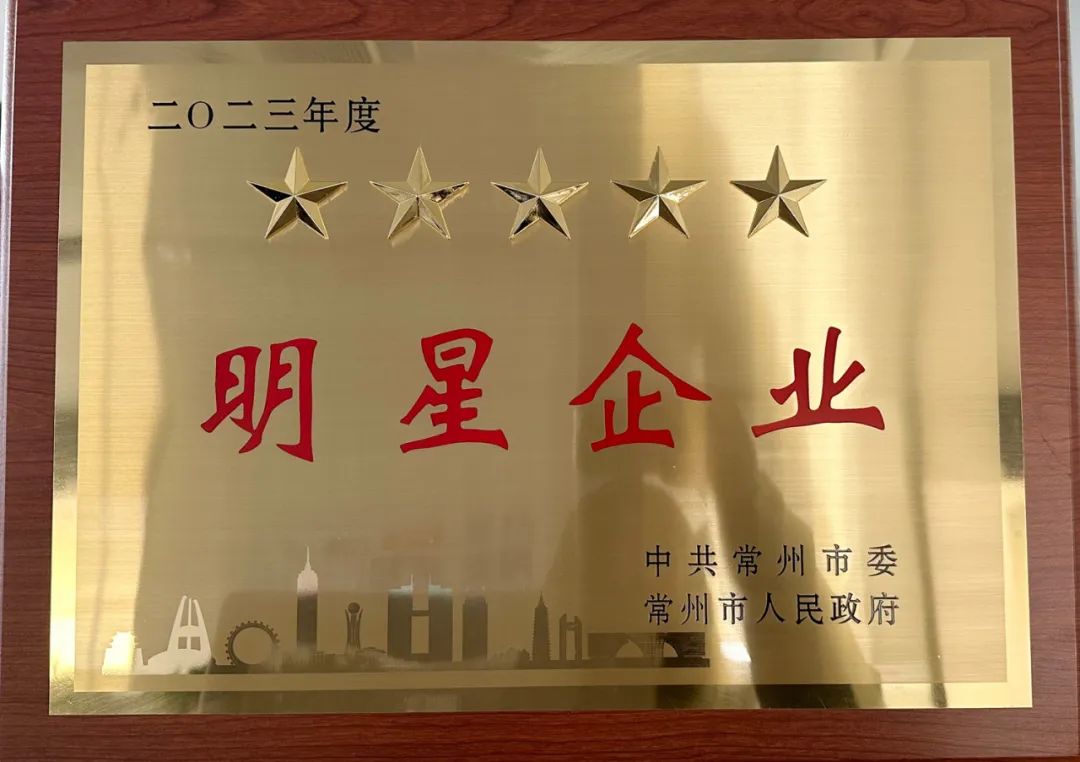 二〇二三年度
明星企业
中共常州市委
常州市人民政府